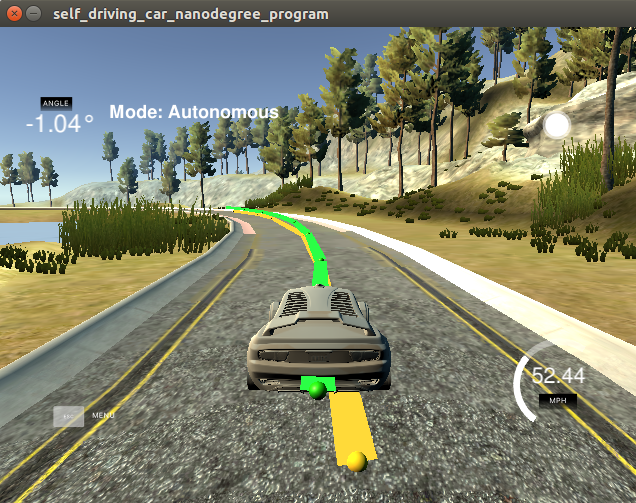 self_driving_car_nanodegree_program
ANGLE
-1.04°
Mode: Autonomous
52.44
MPH
MENU